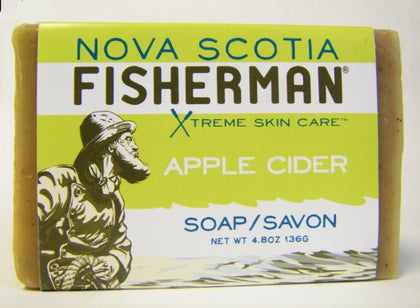 NOVA SCOTIA
FISHERMAN®
XTREME SKIN CARE™
APPLE CIDER
SOAP/SAVON
NET WT 4.8OZ 136G